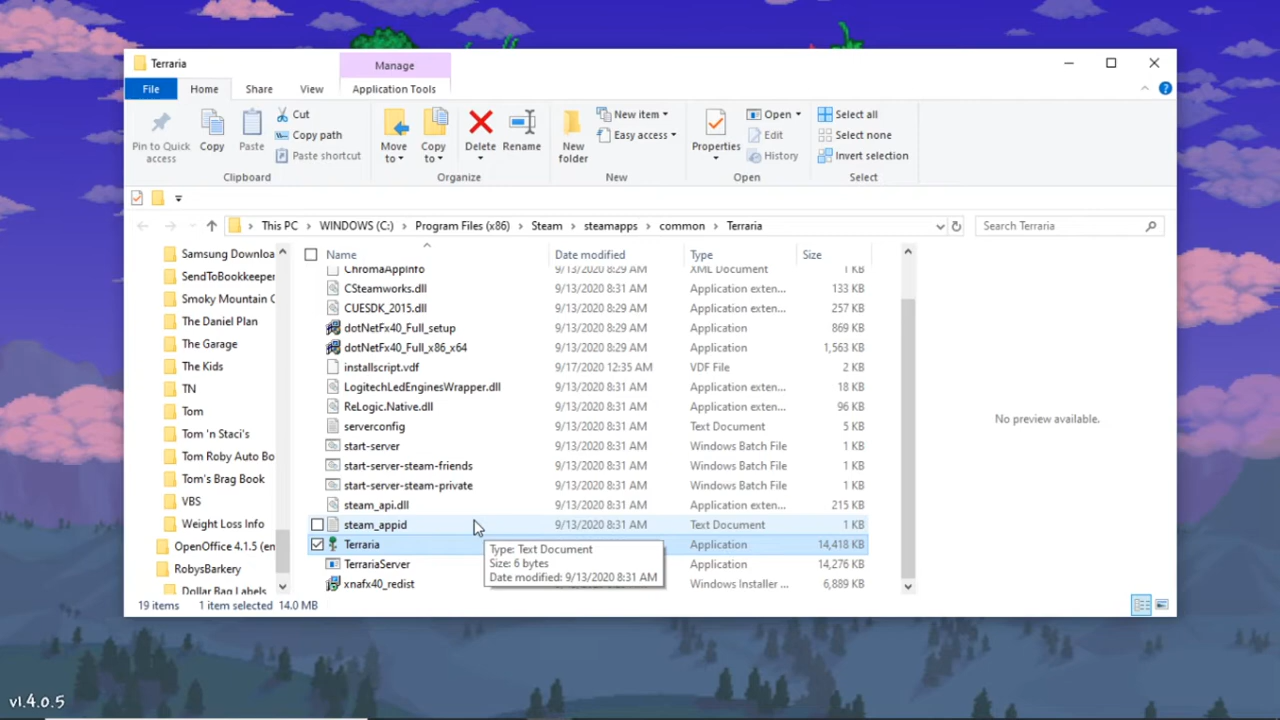 Terraria
Manage
File
Home
Share
View
Application Tools
Pin to Quick access
Copy
Paste
Cut
Copy path
Paste shortcut
Clipboard
Move to
Copy to
Delete
Rename
Organize
New folder
New item
Easy access
New
Properties
Open
Edit
History
Open
Select all
Select none
Invert selection
Select
This PC > WINDOWS (C:) > Program Files (x86) > Steam > steamapps > common > Terraria
Search Terraria
Samsung Downloa
SendToBookkeeper
Smoky Mountain C
The Daniel Plan
The Garage
The Kids
TN
Tom
Tom 'n Staci's
Tom Roby Auto Bo
Tom's Brag Book
VBS
Weight Loss Info
OpenOffice 4.1.5 (en
RobysBarkery
Dollar Bag Labels
Name Date modified Type Size
ChromaAppInfo 9/13/2020 8:29 AM XML Document 1 KB
CSteamworks.dll 9/13/2020 8:31 AM Application exten... 133 KB
CUESDK_2015.dll 9/13/2020 8:29 AM Application exten... 257 KB
dotNetFx40_Full_setup 9/13/2020 8:29 AM Application 869 KB
dotNetFx40_Full_x86_x64 9/13/2020 8:29 AM Application 1,563 KB
installscript.vdf 9/17/2020 12:35 AM VDF File 2 KB
LogitechLedEnginesWrapper.dll 9/13/2020 8:31 AM Application exten... 18 KB
ReLogic.Native.dll 9/13/2020 8:31 AM Application exten... 96 KB
serverconfig 9/13/2020 8:31 AM Text Document 5 KB
start-server 9/13/2020 8:31 AM Windows Batch File 1 KB
start-server-steam-friends 9/13/2020 8:31 AM Windows Batch File 1 KB
start-server-steam-private 9/13/2020 8:31 AM Windows Batch File 1 KB
steam_api.dll 9/13/2020 8:31 AM Application exten... 215 KB
steam_appid 9/13/2020 8:31 AM Text Document 1 KB
Terraria Application 14,418 KB
TerrariaServer Application 14,276 KB
xnafx40_redist Windows Installer ... 6,889 KB
Type: Text Document
Size: 6 bytes
Date modified: 9/13/2020 8:31 AM
No preview available.
19 items 1 item selected 14.0 MB
v1.4.0.5